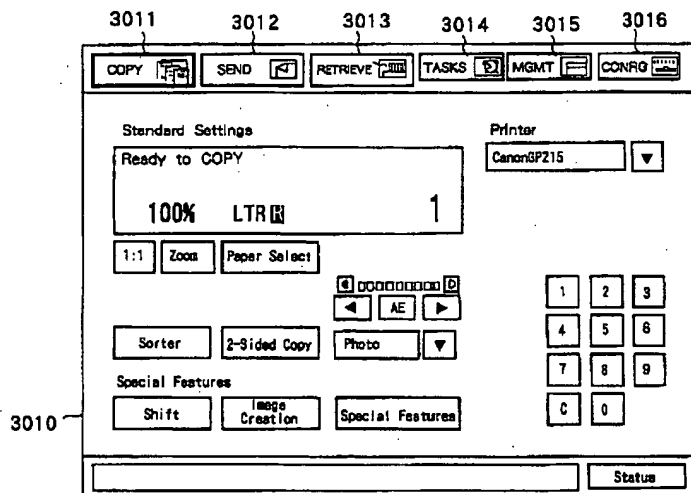 3011 3012 3013 3014 3015 3016
COPY SEND RETRIEVE TASKS MGMT CONRG
Standard Settings Printer
Ready to COPY CanonGP215
100% LTR R 1
1:1 Zoom Paper Select
AE
1 2 3
4 5 6
Sorter 2-Sided Copy Photo
7 8 9
Special Features
C 0
Shift Image Creation Special Features
3010
Status